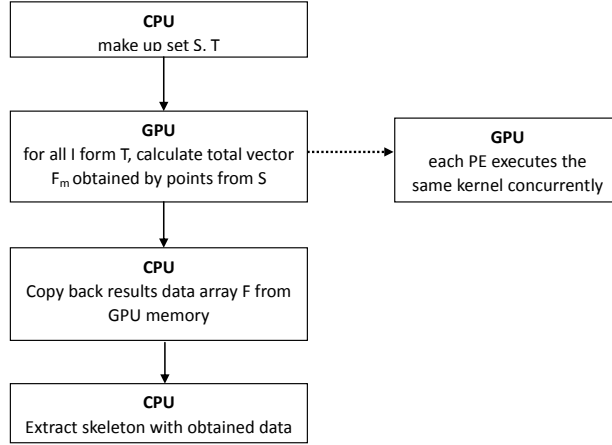 CPU
make up set S, T
GPU
for all I form T, calculate total vector
Fₘ obtained by points from S
GPU
each PE executes the
same kernel concurrently
CPU
Copy back results data array F from
GPU memory
CPU
Extract skeleton with obtained data